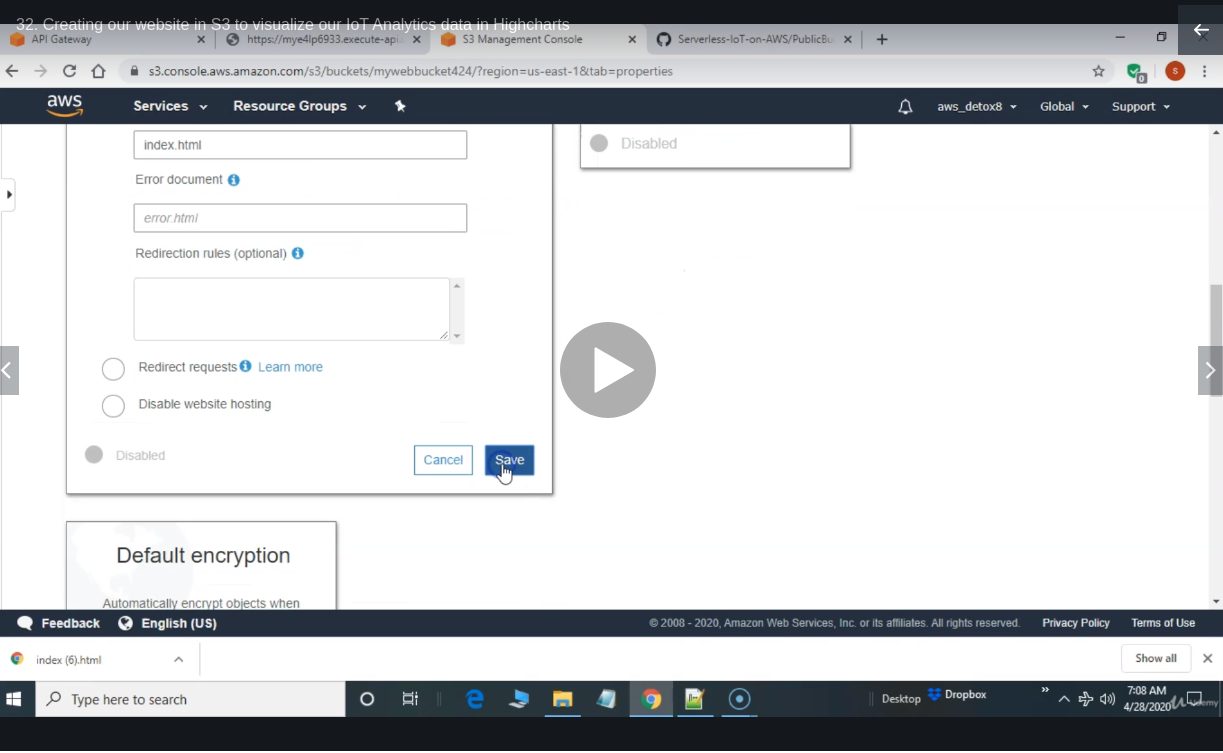 32. Creating our website in S3 to visualize our IoT Analytics data in Highcharts
API Gateway
https://mye4lp6933.execute-api.
S3 Management Console
Serverless-IoT-on-AWS/PublicBu
s3.console.aws.amazon.com/s3/buckets/mywebbucket424/?region=us-east-1&tab=properties
0
S
aws
Services
Resource Groups
aws_detox8
Global
Support
index.html
Disabled
Error document
error.html
Redirection rules (optional)
Redirect requests Learn more
Disable website hosting
Disabled
Cancel
Save
Default encryption
Automatically encrypt objects when
Feedback
English (US)
© 2008 - 2020, Amazon Web Services, Inc. or its affiliates. All rights reserved.
Privacy Policy
Terms of Use
index (6).html
Show all
Type here to search
Desktop
Dropbox
7:08 AM
4/28/2020
Udemy